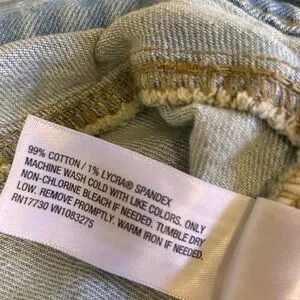 99% COTTON / 1% LYCRA® SPANDEX
MACHINE WASH COLD WITH LIKE COLORS. ONLY
NON-CHLORINE BLEACH IF NEEDED. TUMBLE DRY
LOW. REMOVE PROMPTLY. WARM IRON IF NEEDED.
RN17730 VN1083275